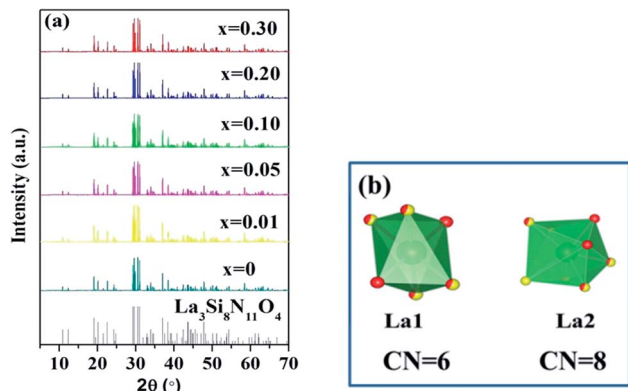 (a)
x=0.30
x=0.20
x=0.10
x=0.05
x=0.01
x=0
La₃Si₈N₁₁O₄
Intensity (a.u.)
10 20 30 40 50 60 70
2θ (°)
(b)
La1 La2
CN=6 CN=8